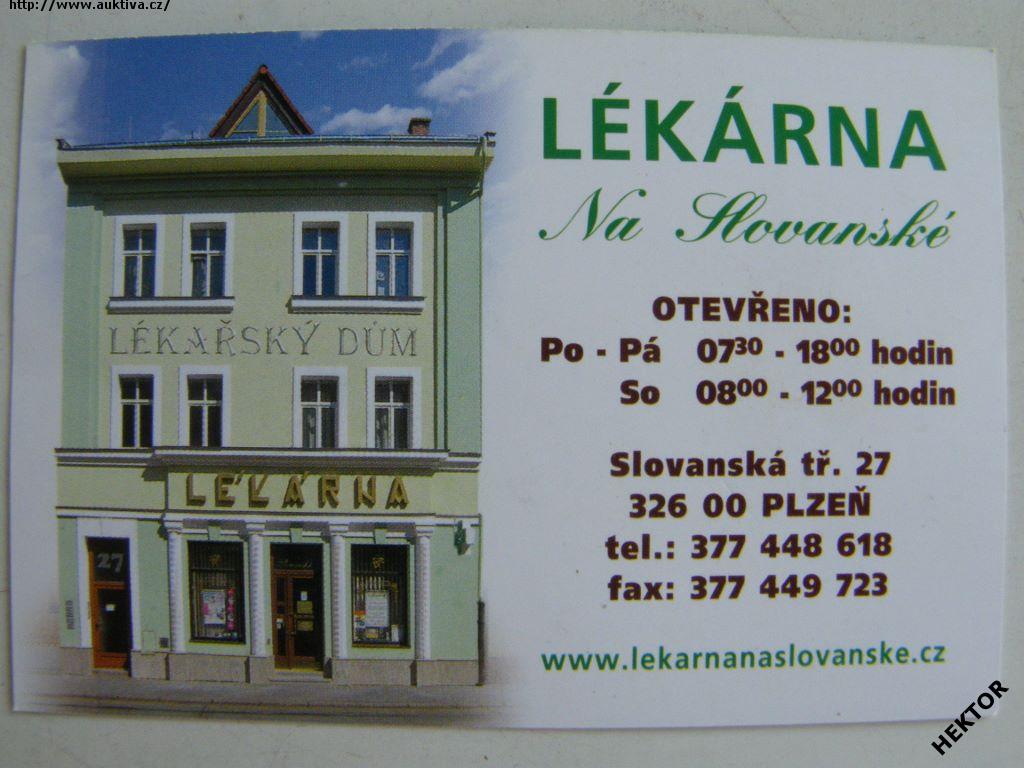 http://www.auktiva.cz/
LÉKÁRNA
Na Slovanské
OTEVŘENO:
Po - Pá 07³⁰ - 18⁰⁰ hodin
So 08⁰⁰ - 12⁰⁰ hodin
Slovanská tř. 27
326 00 PLZEŇ
tel.: 377 448 618
fax: 377 449 723
www.lekarnanaslovanske.cz
LÉKAŘSKÝ DŮM
LÉKÁRNA
27
HEKTOR